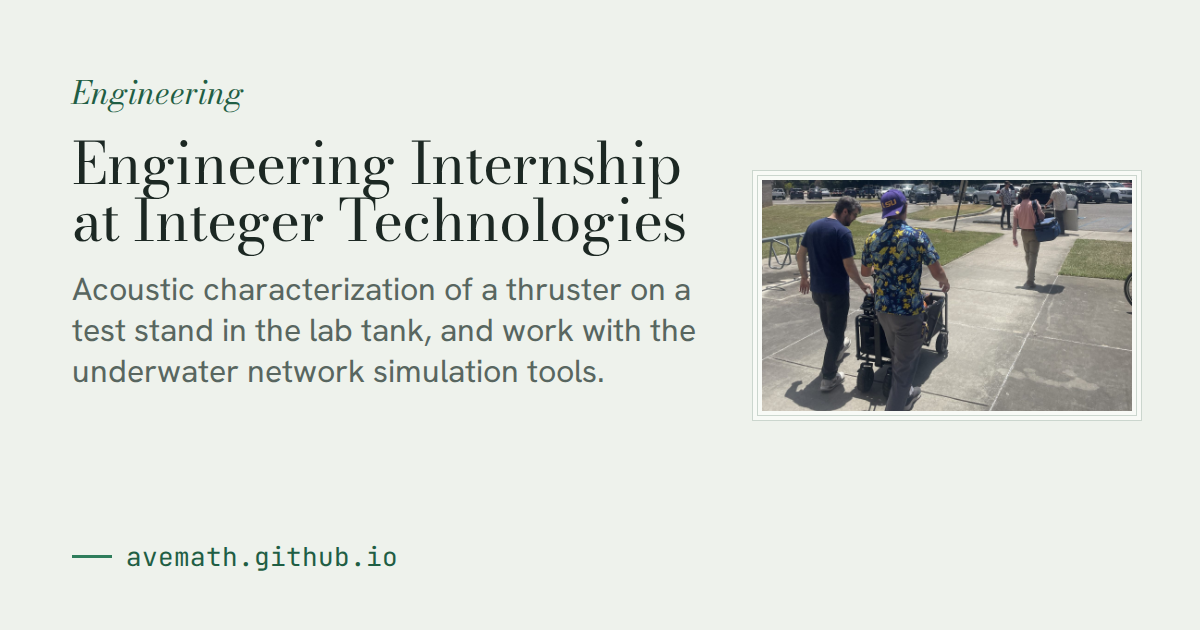 Engineering
Engineering Internship
at Integer Technologies
Acoustic characterization of a thruster on a
test stand in the lab tank, and work with the
underwater network simulation tools.
LSU
avemath.github.io